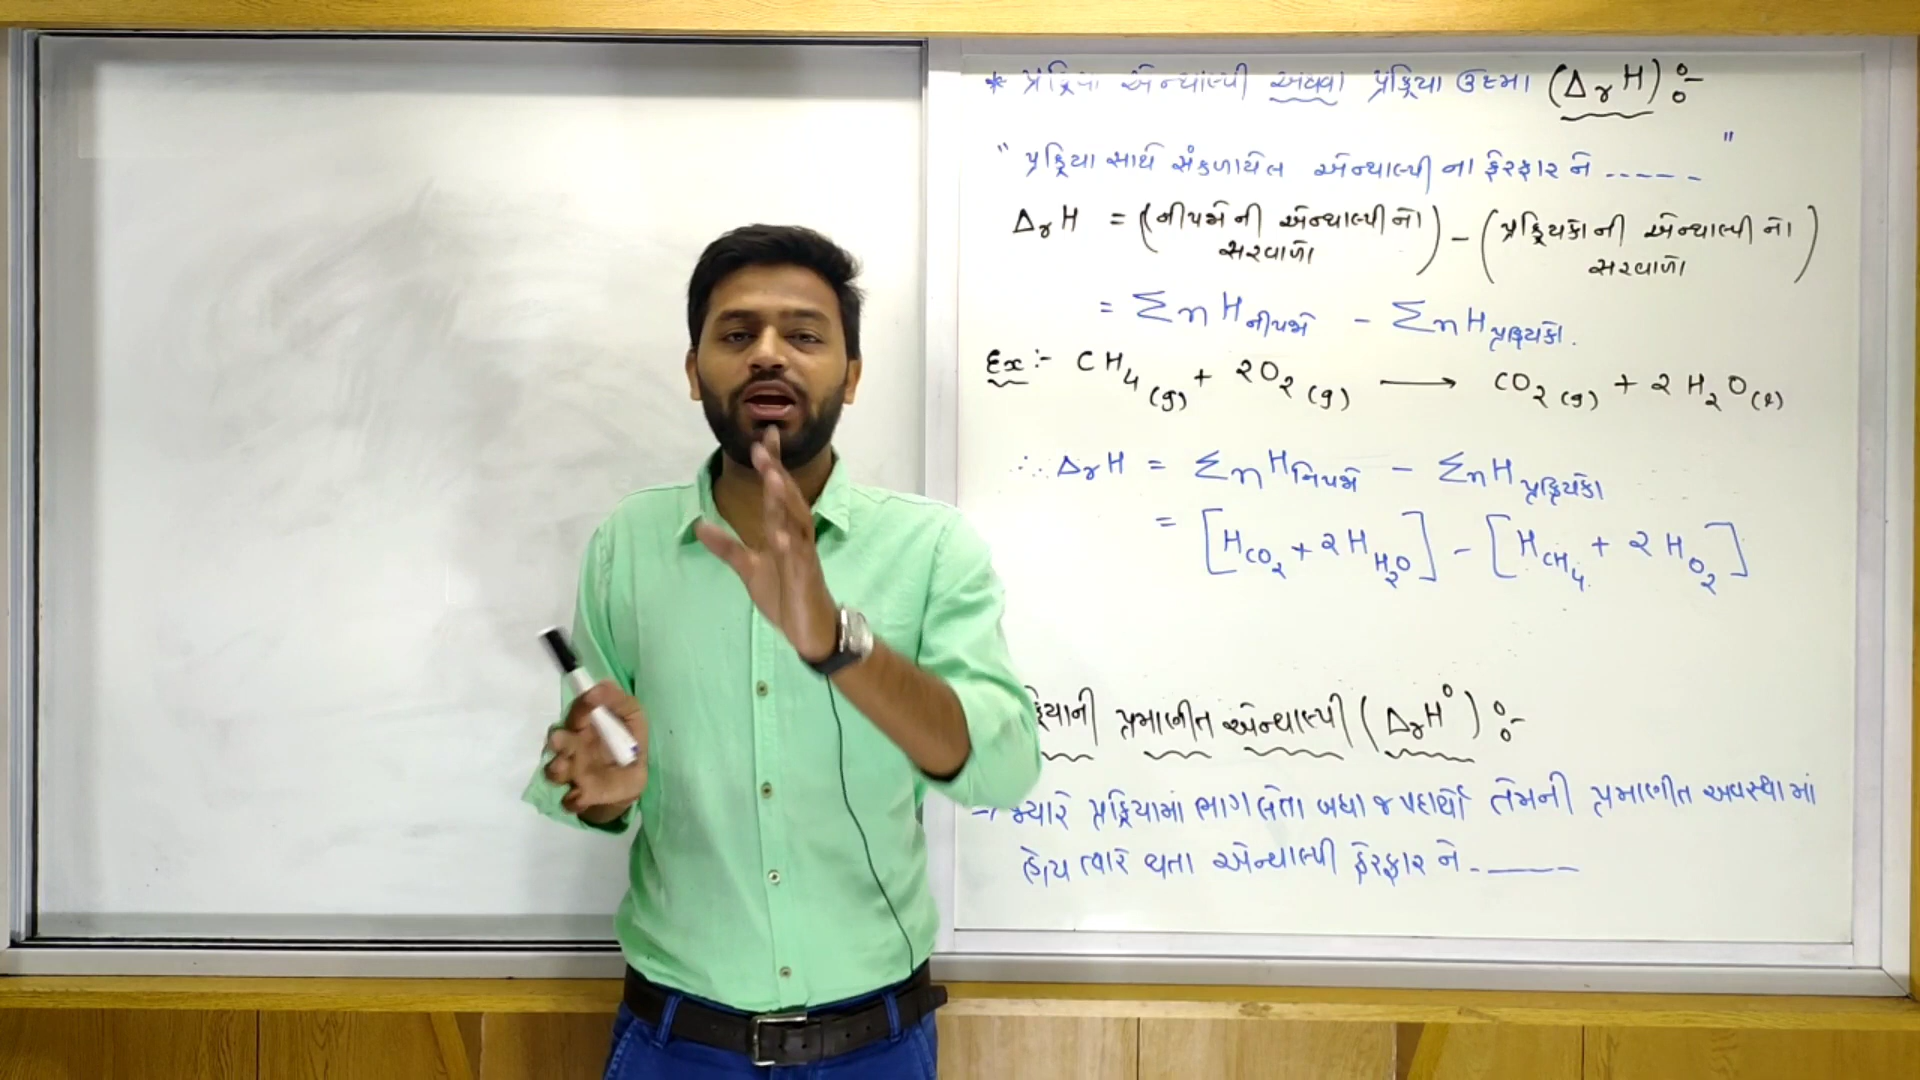 * પ્રક્રિયા એન્થાલ્પી અથવા પ્રક્રિયા ઉષ્મા (ΔrH) :-
" પ્રક્રિયા સાથે સંકળાયેલ એન્થાલ્પી ના ફેરફાર ને ----- "
ΔrH = (નીપજો ની એન્થાલ્પી નો સરવાળો) - (પ્રક્રિયકો ની એન્થાલ્પી નો સરવાળો)
= ΣnH નીપજો - ΣnH પ્રક્રિયકો.
Ex :- CH4 (g) + 2O2 (g) ⟶ CO2 (g) + 2H2O (l)
∴ ΔrH = ΣnH નિપજો - ΣnH પ્રક્રિયકો
= [HCO2 + 2HH2O] - [HCH4 + 2HO2]
ક્રિયાની પ્રમાણીત એન્થાલ્પી (ΔrH⁰) :-
→ જ્યારે પ્રક્રિયામાં ભાગ લેતા બધા જ પદાર્થો તેમની પ્રમાણીત અવસ્થા માં
હોય ત્યારે થતા એન્થાલ્પી ફેરફાર ને - ———